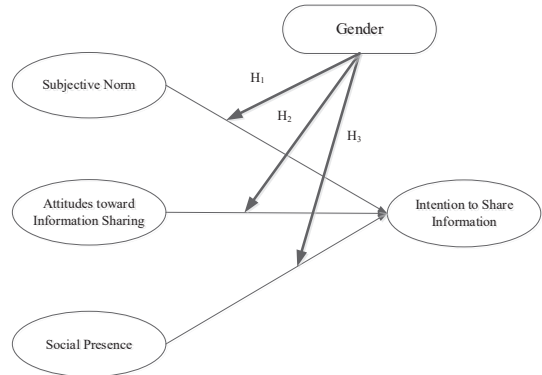 Gender
H₁
Subjective Norm
H₂
H₃
Attitudes toward
Information Sharing
Intention to Share
Information
Social Presence